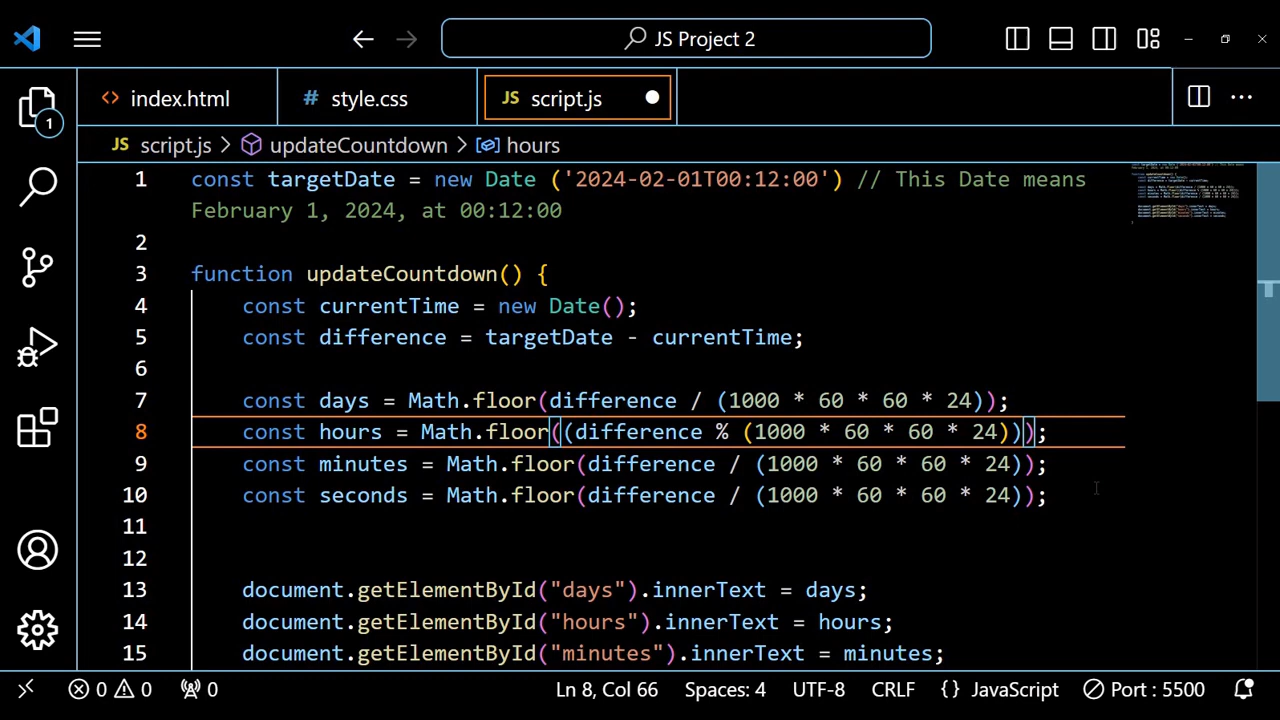 JS Project 2
index.html
# style.css
JS script.js
1
JS script.js > updateCountdown > hours
1 const targetDate = new Date ('2024-02-01T00:12:00') // This Date means
February 1, 2024, at 00:12:00
2
3 function updateCountdown() {
4 const currentTime = new Date();
5 const difference = targetDate - currentTime;
6
7 const days = Math.floor(difference / (1000 * 60 * 60 * 24));
8 const hours = Math.floor((difference % (1000 * 60 * 60 * 24)));
9 const minutes = Math.floor(difference / (1000 * 60 * 60 * 24));
10 const seconds = Math.floor(difference / (1000 * 60 * 60 * 24));
11
12
13 document.getElementById("days").innerText = days;
14 document.getElementById("hours").innerText = hours;
15 document.getElementById("minutes").innerText = minutes;
0 0 0 Ln 8, Col 66 Spaces: 4 UTF-8 CRLF {} JavaScript Port : 5500